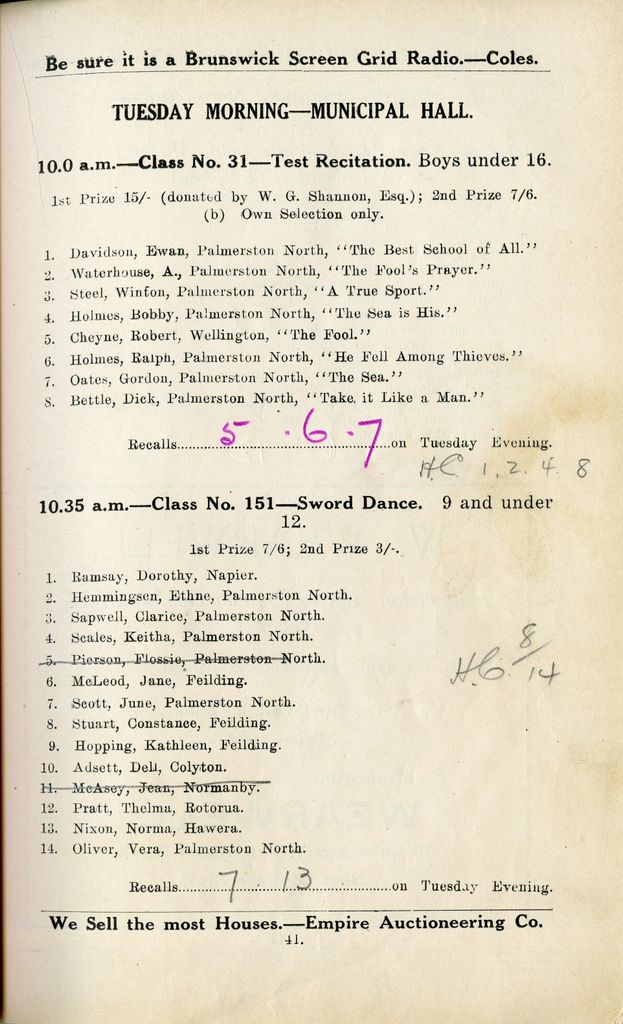 Be sure it is a Brunswick Screen Grid Radio.—Coles.
TUESDAY MORNING—MUNICIPAL HALL.
10.0 a.m.—Class No. 31—Test Recitation. Boys under 16.
1st Prize 15/- (donated by W. G. Shannon, Esq.); 2nd Prize 7/6.
(b) Own Selection only.
1. Davidson, Ewan, Palmerston North, "The Best School of All."
2. Waterhouse, A., Palmerston North, "The Fool's Prayer."
3. Steel, Winfon, Palmerston North, "A True Sport."
4. Holmes, Bobby, Palmerston North, "The Sea is His."
5. Cheyne, Robert, Wellington, "The Fool."
6. Holmes, Ralph, Palmerston North, "He Fell Among Thieves."
7. Oates, Gordon, Palmerston North, "The Sea."
8. Bettle, Dick, Palmerston North, "Take it Like a Man."
Recalls..... 5 . 6 . 7 .....on Tuesday Evening.
H.C 1, 2. 4. 8
10.35 a.m.—Class No. 151—Sword Dance. 9 and under
12.
1st Prize 7/6; 2nd Prize 3/-.
1. Ramsay, Dorothy, Napier.
2. Hemmingsen, Ethne, Palmerston North.
3. Sapwell, Clarice, Palmerston North.
4. Scales, Keitha, Palmerston North.
5. Pierson, Flossie, Palmerston North.
6. McLeod, Jane, Feilding.
7. Scott, June, Palmerston North.
8. Stuart, Constance, Feilding.
9. Hopping, Kathleen, Feilding.
10. Adsett, Dell, Colyton.
11. McAsey, Jean, Normanby.
12. Pratt, Thelma, Rotorua.
13. Nixon, Norma, Hawera.
14. Oliver, Vera, Palmerston North.
H.C. 8/14
Recalls..... 7 . 13 .....on Tuesday Evening.
We Sell the most Houses.—Empire Auctioneering Co.
41.